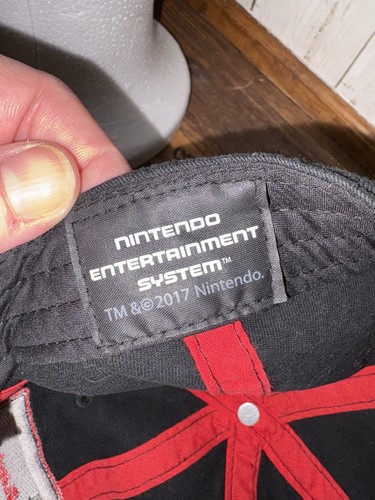 NINTENDO
ENTERTAINMENT
SYSTEM™
TM &©2017 Nintendo.